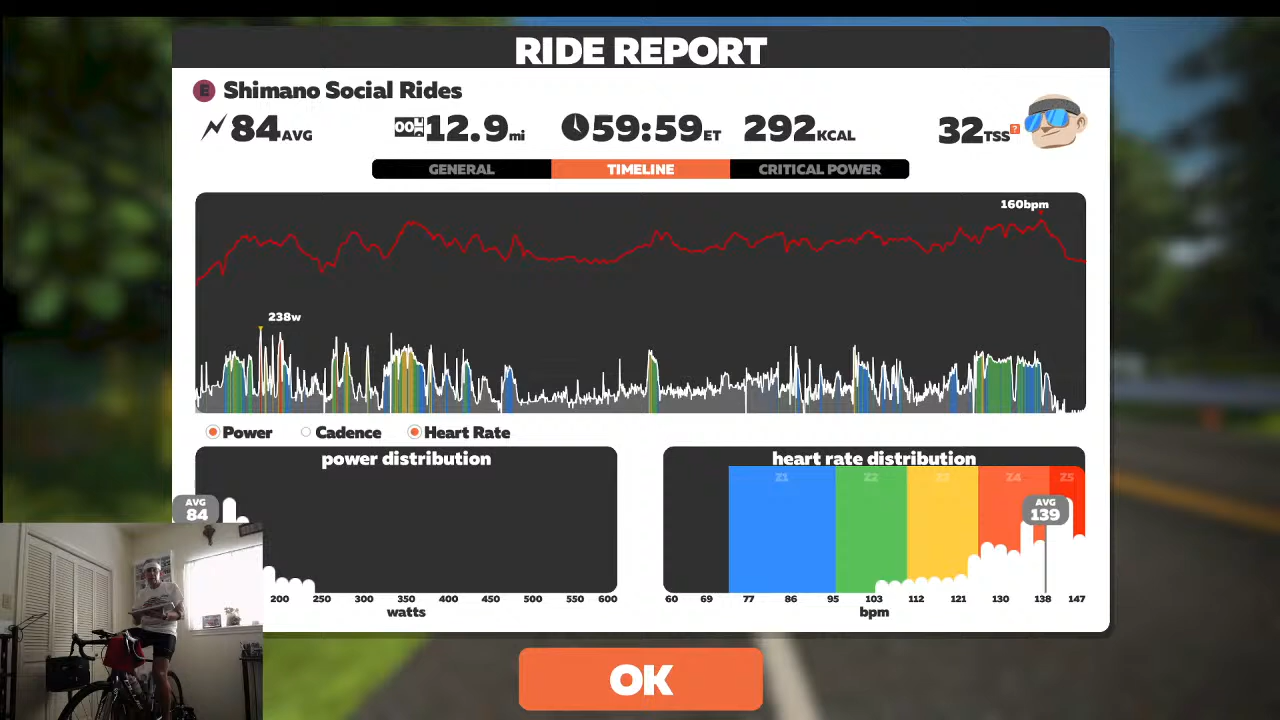 RIDE REPORT
E Shimano Social Rides
84AVG 12.9mi 59:59ET 292KCAL 32TSS ?
GENERAL TIMELINE CRITICAL POWER
160bpm
238w
Power Cadence Heart Rate
power distribution heart rate distribution
Z1 Z2 Z3 Z4 Z5
AVG 84
AVG 139
200 250 300 350 400 450 500 550 600
60 69 77 86 95 103 112 121 130 138 147
watts bpm
OK